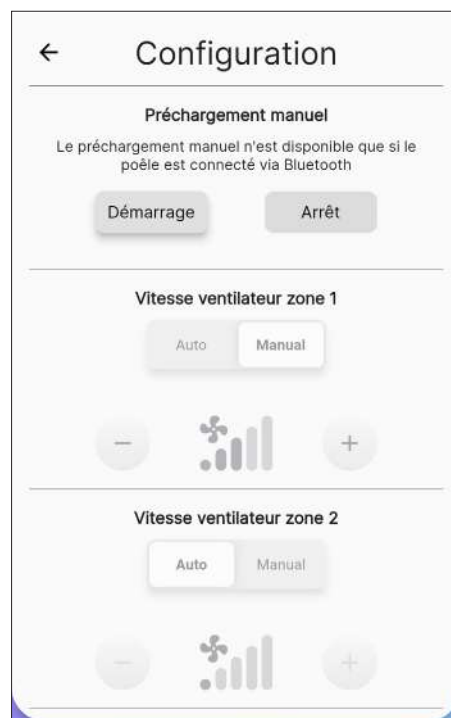 Configuration
Préchargement manuel
Le préchargement manuel n'est disponible que si le
poêle est connecté via Bluetooth
Démarrage Arrêt
Vitesse ventilateur zone 1
Auto Manual
Vitesse ventilateur zone 2
Auto Manual